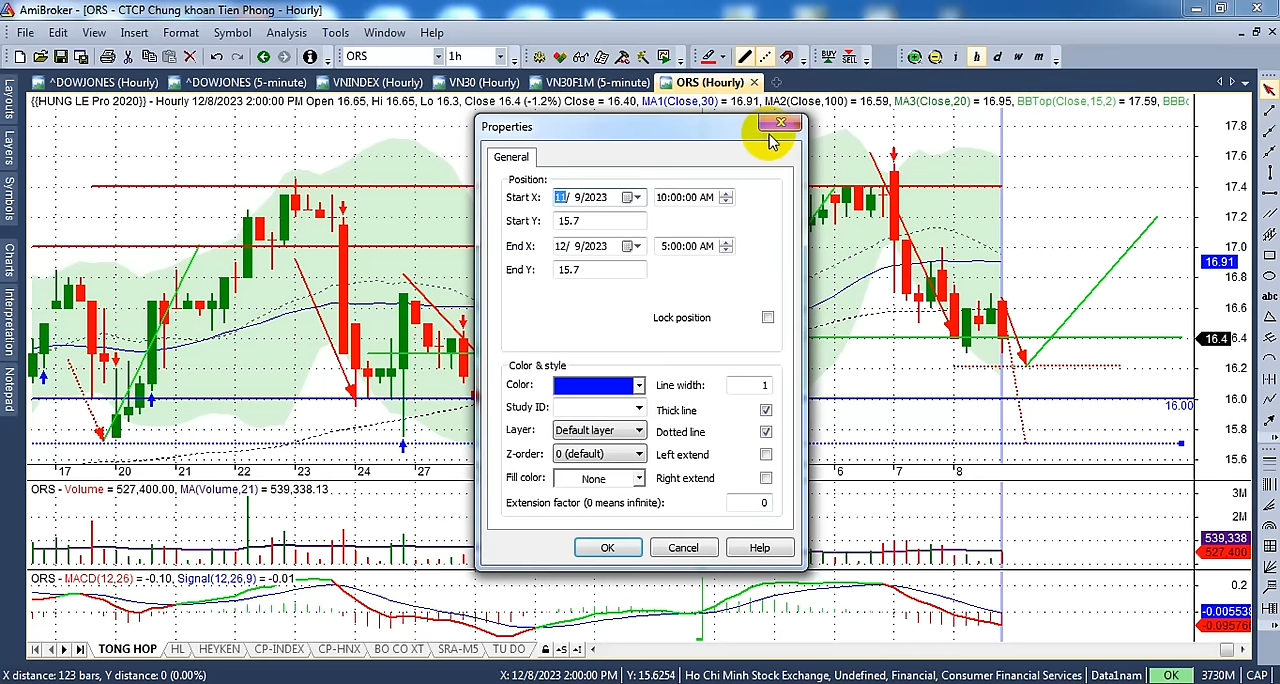 AmiBroker - [ORS - CTCP Chung khoan Tien Phong - Hourly]
File Edit View Insert Format Symbol Analysis Tools Window Help
ORS 1h BUY SELL i h d w m
^DOWJONES (Hourly) ^DOWJONES (5-minute) VNINDEX (Hourly) VN30 (Hourly) VN30F1M (5-minute) ORS (Hourly)
{{HUNG LE Pro 2020}} - Hourly 12/8/2023 2:00:00 PM Open 16.65, Hi 16.65, Lo 16.3, Close 16.4 (-1.2%) Close = 16.40, MA1(Close,30) = 16.91, MA2(Close,100) = 16.59, MA3(Close,20) = 16.95, BBTop(Close,15,2) = 17.59, BBBo
Layouts
Layers
Symbols
Charts
Interpretation
Notepad
Properties
General
Position:
Start X: 11/ 9/2023 10:00:00 AM
Start Y: 15.7
End X: 12/ 9/2023 5:00:00 AM
End Y: 15.7
Lock position
Color & style
Color: Line width: 1
Study ID: Thick line
Layer: Default layer Dotted line
Z-order: 0 (default) Left extend
Fill color: None Right extend
Extension factor (0 means infinite): 0
OK Cancel Help
17.8
17.6
17.4
17.2
17.0
16.91
16.8
16.6
16.4
16.2
16.00 16.0
15.8
15.6
abc
17 20 21 22 23 24 27 6 7 8
ORS - Volume = 527,400.00, MA(Volume,21) = 539,328.13
3M
2M
539,338
527,400
ORS - MACD(12,26) = -0.10, Signal(12,26,9) = -0.01
0.2
-0.005538
-0.095760
TONG HOP HL HEYKEN CP-INDEX CP-HNX BO CO XT SRA-M5 TU DO
X distance: 123 bars, Y distance: 0 (0.00%) X: 12/8/2023 2:00:00 PM Y: 15.6254 Ho Chi Minh Stock Exchange, Undefined, Financial, Consumer Financial Services Data1nam OK 3730M CAP